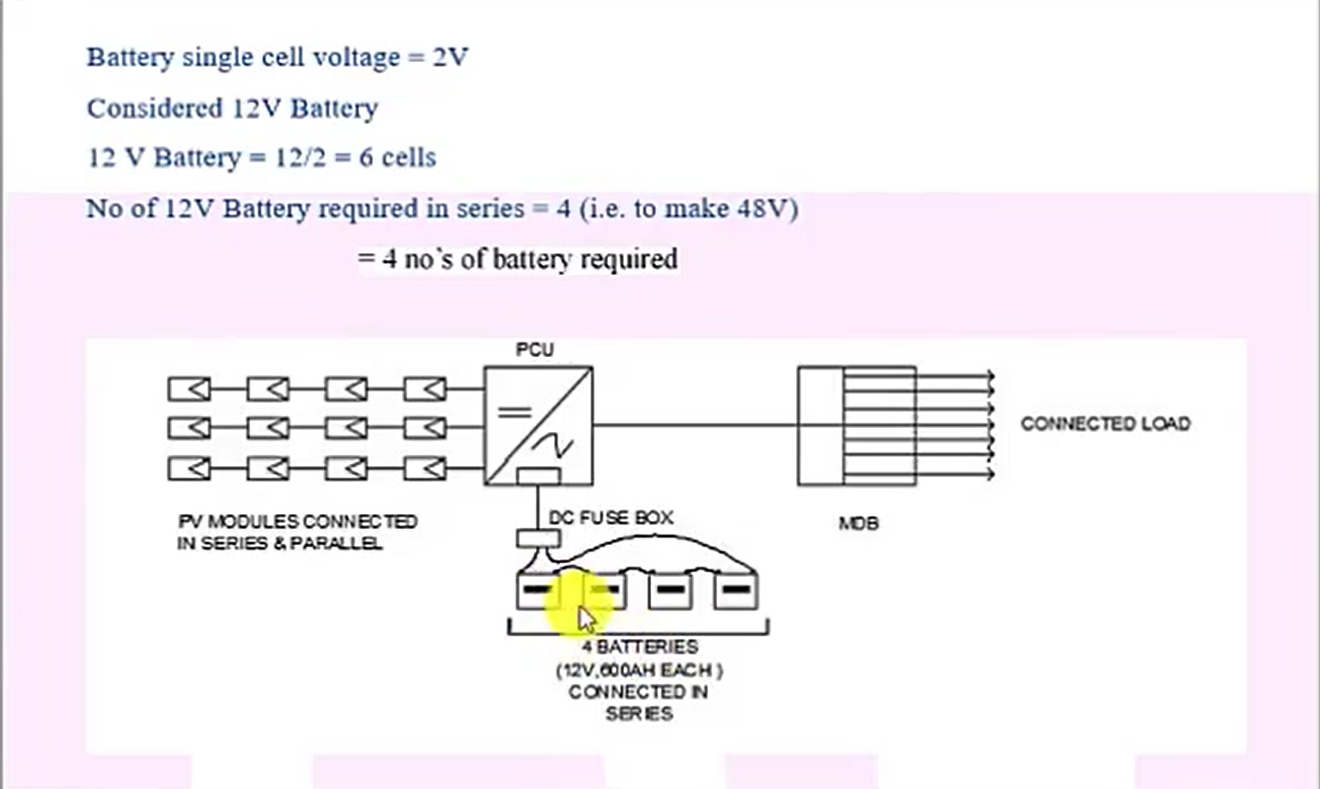 Battery single cell voltage = 2V
Considered 12V Battery
12 V Battery = 12/2 = 6 cells
No of 12V Battery required in series = 4 (i.e. to make 48V)
= 4 no`s of battery required
PCU
CONNECTED LOAD
PV MODULES CONNECTED
IN SERIES & PARALLEL
DC FUSE BOX
MDB
4 BATTERIES
(12V,600AH EACH )
CONNECTED IN
SERIES